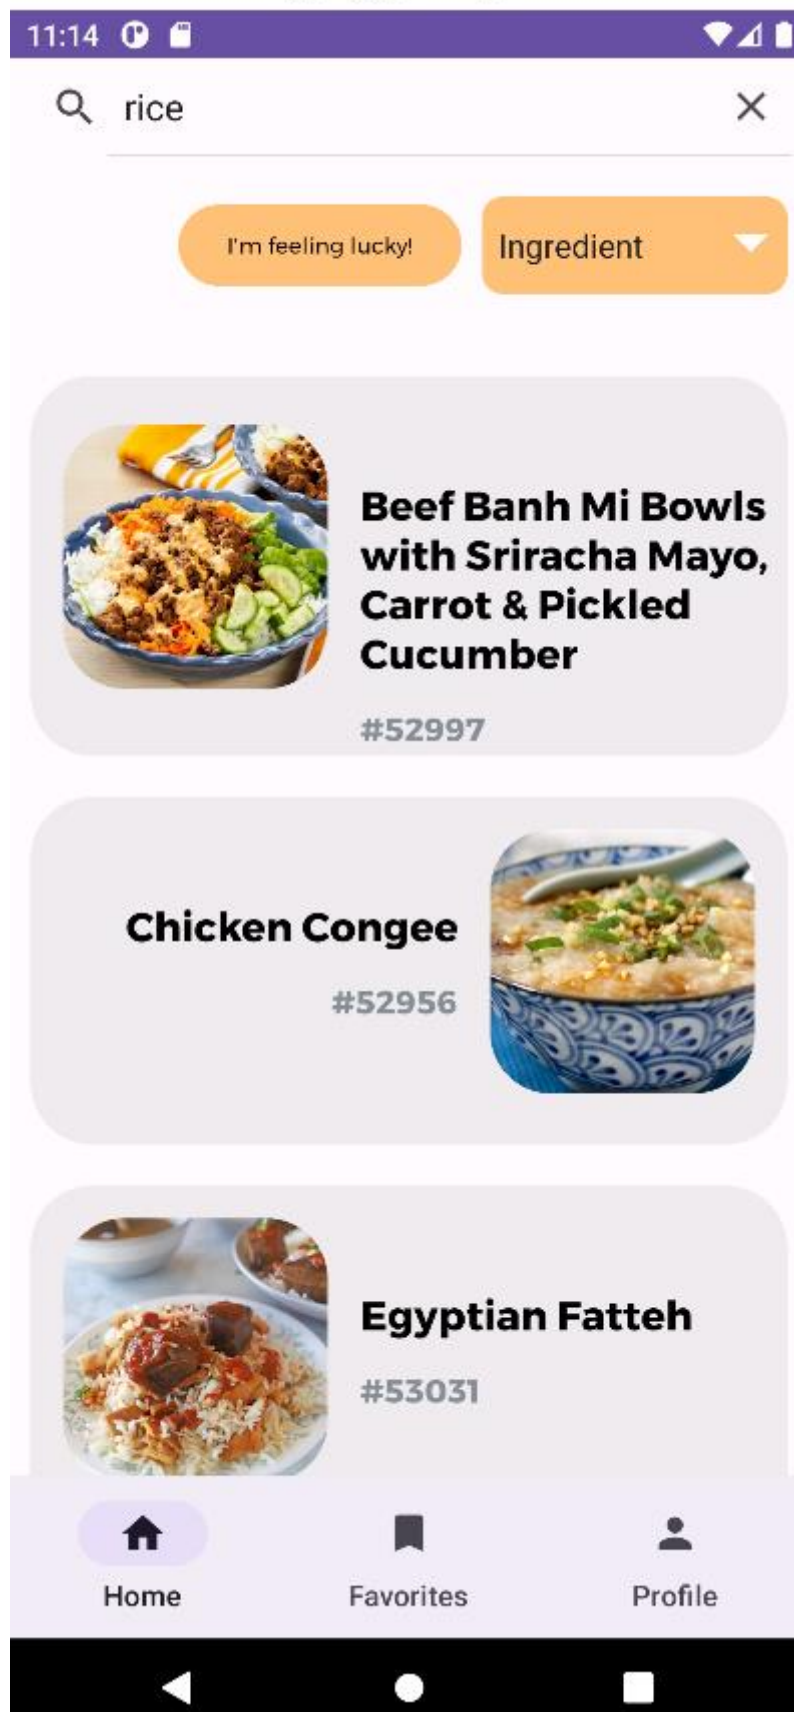 11:14
rice
I'm feeling lucky!
Ingredient
Beef Banh Mi Bowls
with Sriracha Mayo,
Carrot & Pickled
Cucumber
#52997
Chicken Congee
#52956
Egyptian Fatteh
#53031
Home
Favorites
Profile